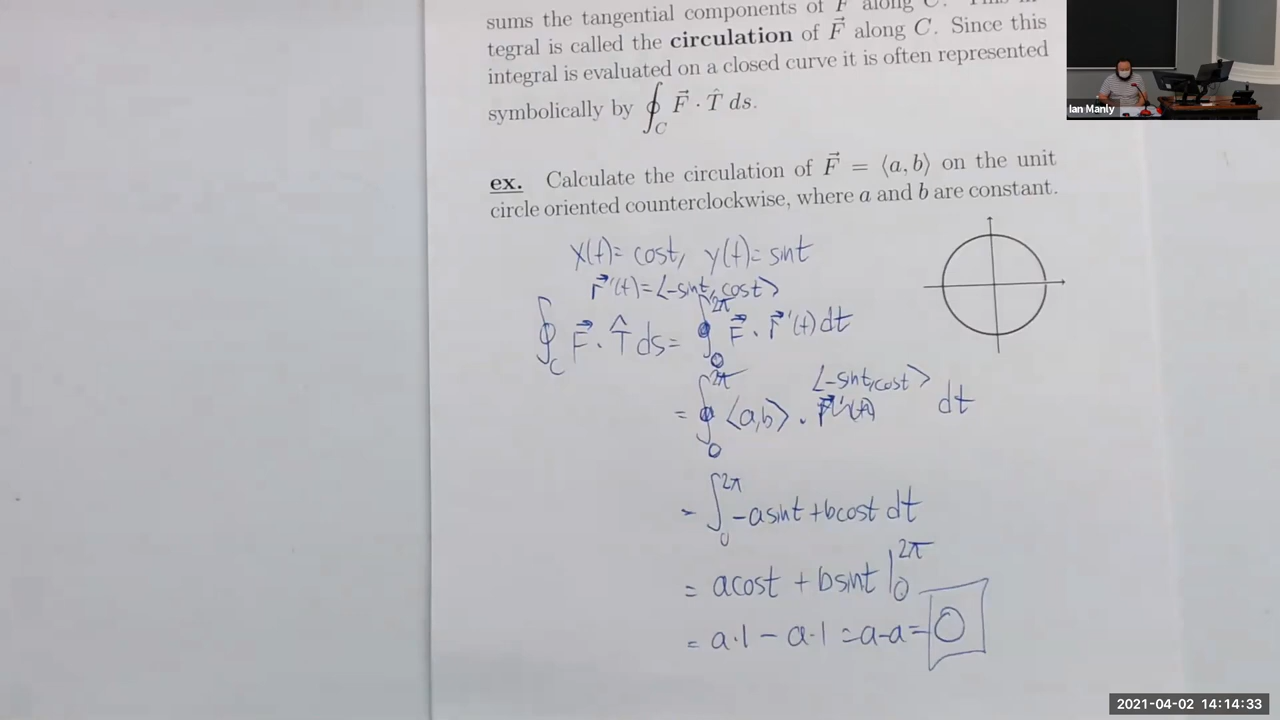 sums the tangential components of F⃗ along C. This in-
tegral is called the circulation of F⃗ along C. Since this
integral is evaluated on a closed curve it is often represented
symbolically by ∮_C F⃗ · T̂ ds.
Ian Manly
ex. Calculate the circulation of F⃗ = ⟨a, b⟩ on the unit
circle oriented counterclockwise, where a and b are constant.
x(t)= cost, y(t)= sint
r⃗'(t)=<-sint, cost>
∮_C F⃗ · T̂ ds = ∮_0^2π F⃗ · r⃗'(t) dt
<-sint, cost>
= ∮_0^2π <a,b> · r⃗'(t) dt
= ∫_0^2π -asint + bcost dt
= acost + bsint |_0^2π
= a·1 - a·1 = a-a = 0
2021-04-02 14:14:33